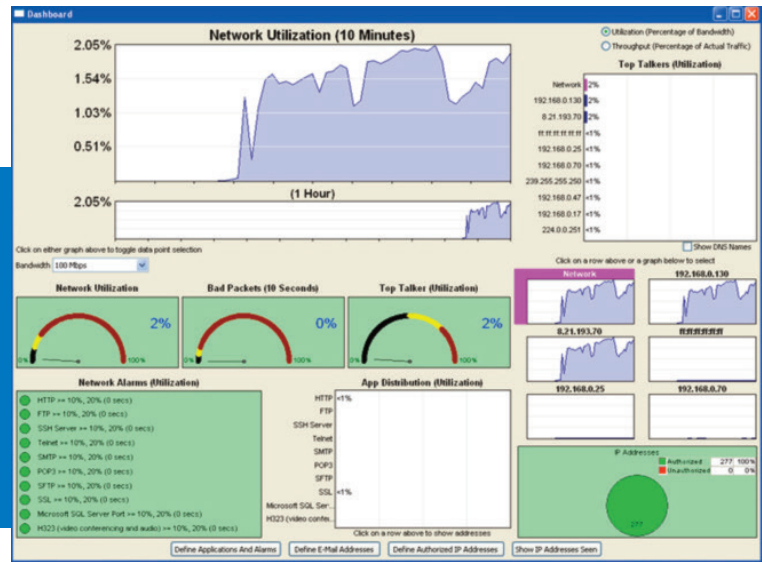 Dashboard
Network Utilization (10 Minutes)
2.05%
1.54%
1.03%
0.51%
(1 Hour)
2.05%
Click on either graph above to toggle data point selection
Bandwidth 100 Mbps
Utilization (Percentage of Bandwidth)
Throughput (Percentage of Actual Traffic)
Top Talkers (Utilization)
Network 2%
192.168.0.130 2%
8.21.193.70 2%
ff:ff:ff:ff:ff:ff <1%
192.168.0.25 <1%
192.168.0.70 <1%
239.255.255.250 <1%
192.168.0.47 <1%
192.168.0.17 <1%
224.0.0.251 <1%
Show DNS Names
Click on a row above or a graph below to select
Network 192.168.0.130
8.21.193.70 ff:ff:ff:ff:ff:ff
192.168.0.25 192.168.0.70
Network Utilization
2%
0% 100%
Bad Packets (10 Seconds)
0%
0% 100%
Top Talker (Utilization)
2%
0% 100%
Network Alarms (Utilization)
HTTP >= 10%, 20% (0 secs)
FTP >= 10%, 20% (0 secs)
SSH Server >= 10%, 20% (0 secs)
Telnet >= 10%, 20% (0 secs)
SMTP >= 10%, 20% (0 secs)
POP3 >= 10%, 20% (0 secs)
SFTP >= 10%, 20% (0 secs)
SSL >= 10%, 20% (0 secs)
Microsoft SQL Server Port >= 10%, 20% (0 secs)
H323 (video conferencing and audio) >= 10%, 20% (0 secs)
App Distribution (Utilization)
HTTP <1%
FTP
SSH Server
Telnet
SMTP
POP3
SFTP
SSL <1%
Microsoft SQL Ser...
H323 (video confer...
Click on a row above to show addresses
IP Addresses
Authorized 277 100%
Unauthorized 0 0%
277
Define Applications And Alarms
Define E-Mail Addresses
Define Authorized IP Addresses
Show IP Addresses Seen